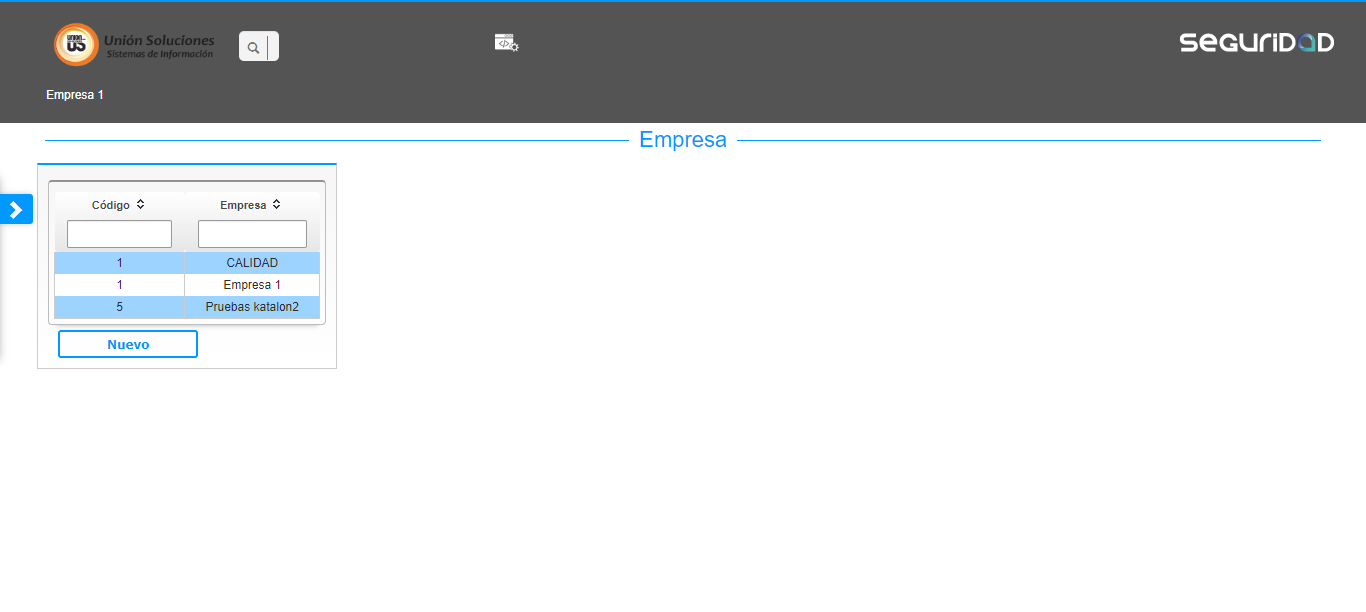 UNION
US
Unión Soluciones
Sistemas de Información
SEGURIDAD
Empresa 1
Empresa
Código Empresa
1 CALIDAD
1 Empresa 1
5 Pruebas katalon2
Nuevo